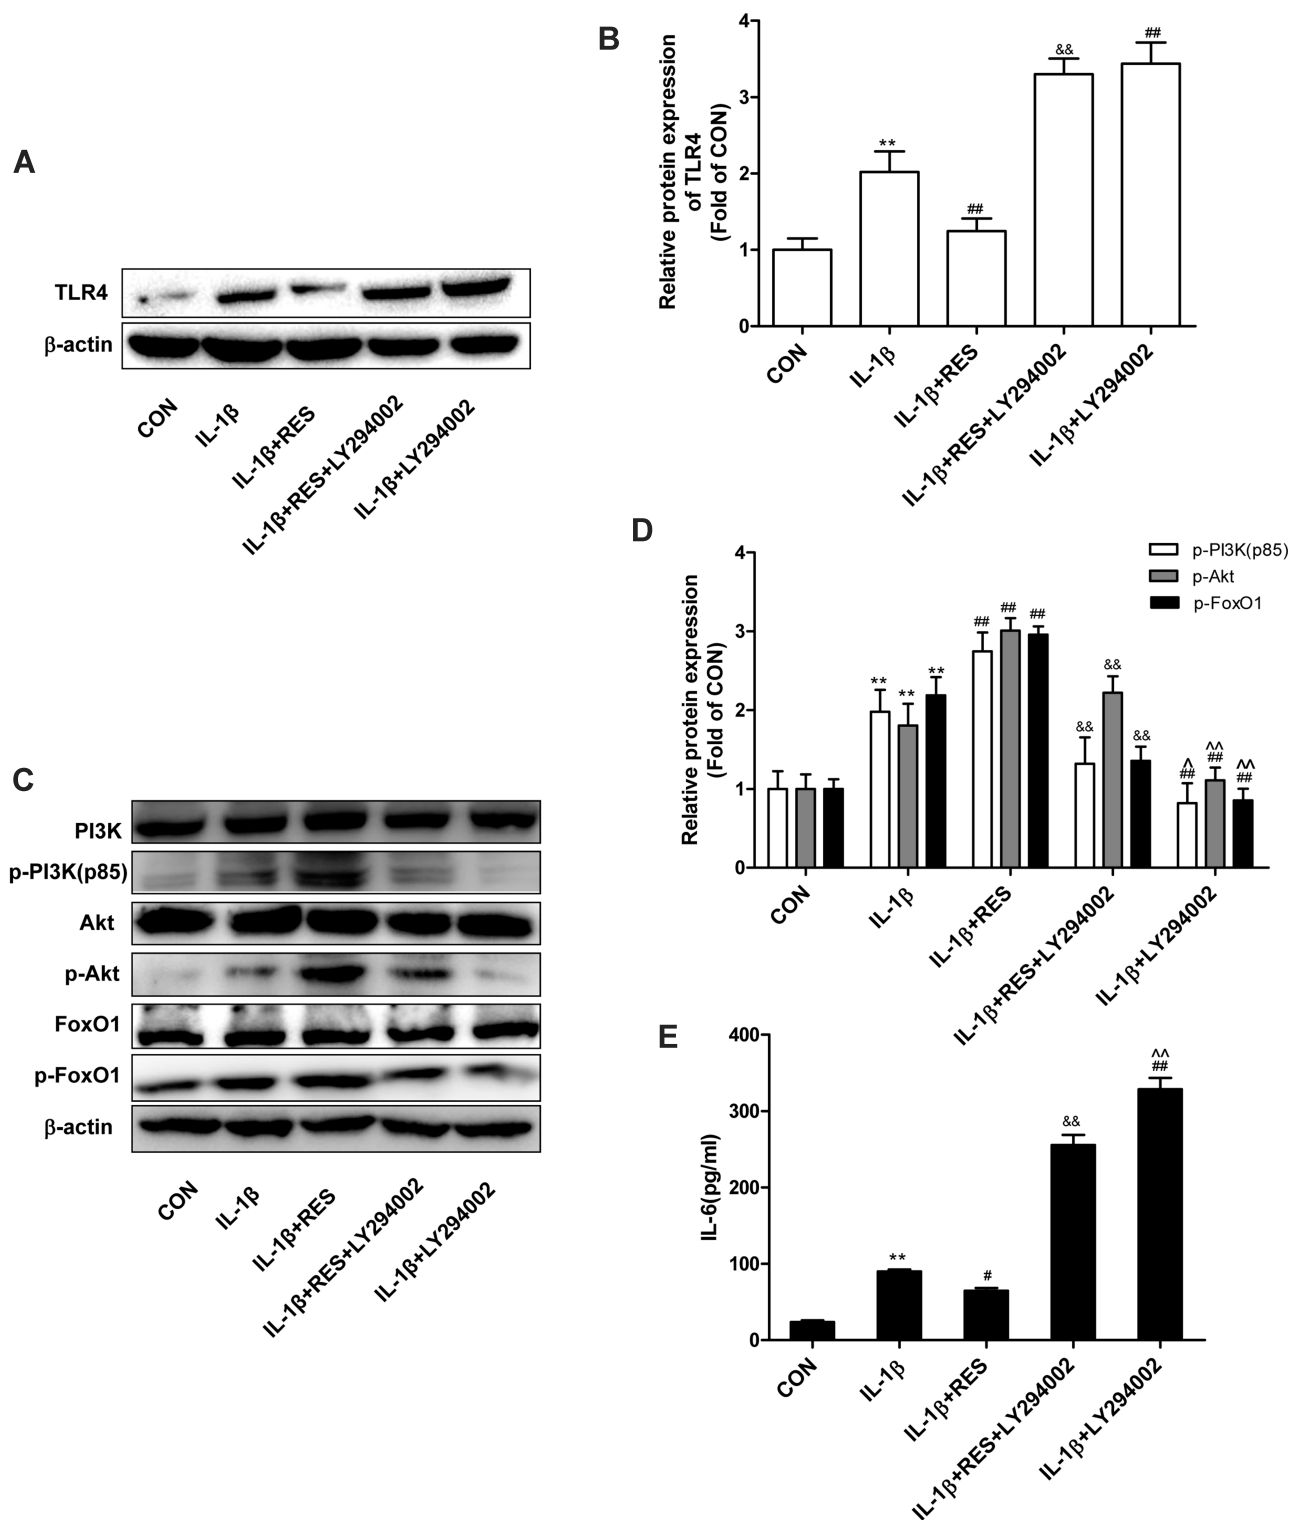 A
TLR4
β-actin
CON
IL-1β
IL-1β+RES
IL-1β+RES+LY294002
IL-1β+LY294002
B
Relative protein expression
of TLR4
(Fold of CON)
4
3
2
1
0
**
##
&&
##
CON
IL-1β
IL-1β+RES
IL-1β+RES+LY294002
IL-1β+LY294002
C
PI3K
p-PI3K(p85)
Akt
p-Akt
FoxO1
p-FoxO1
β-actin
CON
IL-1β
IL-1β+RES
IL-1β+RES+LY294002
IL-1β+LY294002
D
Relative protein expression
(Fold of CON)
4
3
2
1
0
p-PI3K(p85)
p-Akt
p-FoxO1
** ** **
## ## ##
&& && &&
^ ^^ ^^
## ## ##
CON
IL-1β
IL-1β+RES
IL-1β+RES+LY294002
IL-1β+LY294002
E
IL-6(pg/ml)
400
300
200
100
0
**
#
&&
^^
##
CON
IL-1β
IL-1β+RES
IL-1β+RES+LY294002
IL-1β+LY294002